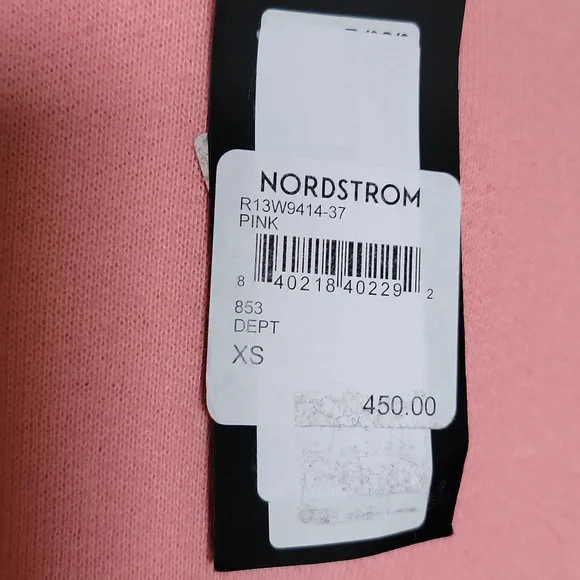 NORDSTROM
R13W9414-37
PINK
8 40218 40229 2
853
DEPT
XS
450.00